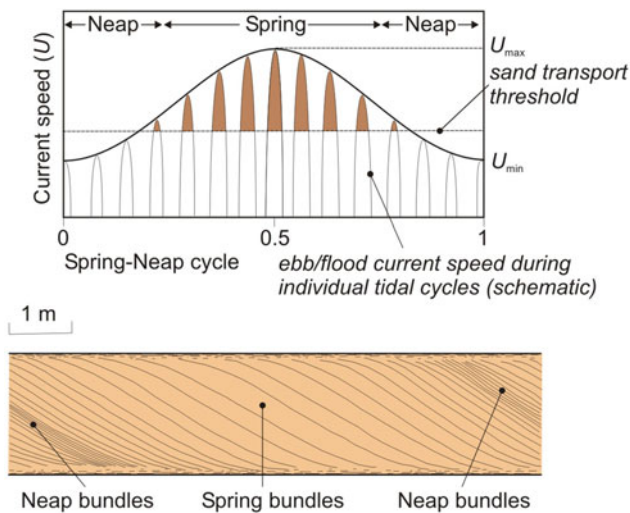 Neap Spring Neap
Current speed (U)
Umax
sand transport
threshold
Umin
0 0.5 1
Spring-Neap cycle
ebb/flood current speed during
individual tidal cycles (schematic)
1 m
Neap bundles Spring bundles Neap bundles